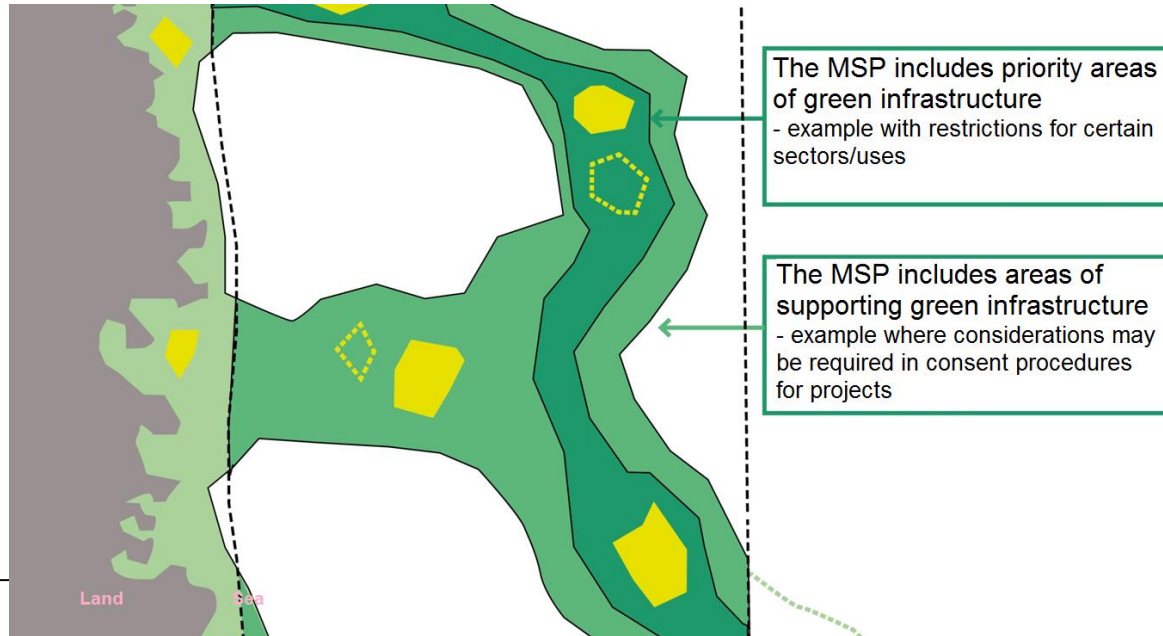 The MSP includes priority areas
of green infrastructure
- example with restrictions for certain
sectors/uses
The MSP includes areas of
supporting green infrastructure
- example where considerations may
be required in consent procedures
for projects
Land
Sea